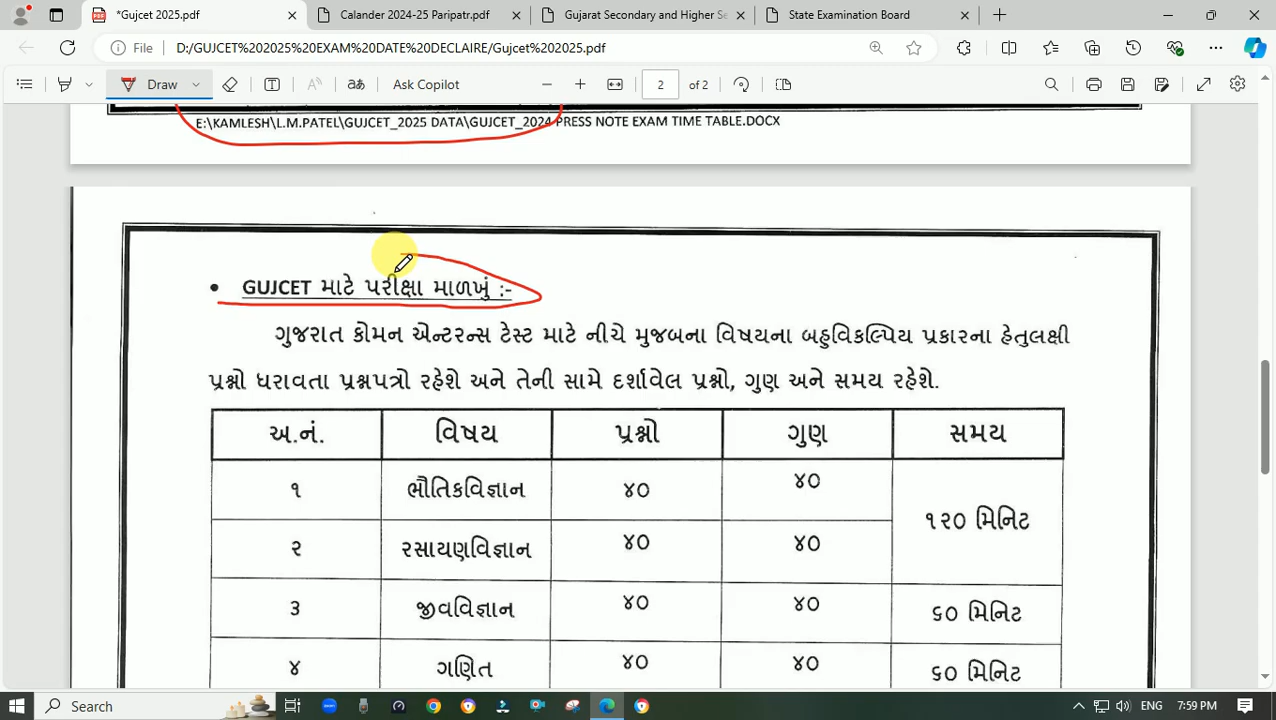 *Gujcet 2025.pdf
Calander 2024-25 Paripatr.pdf
Gujarat Secondary and Higher Se
State Examination Board
File
D:/GUJCET%202025%20EXAM%20DATE%20DECLAIRE/Gujcet%202025.pdf
Draw
Ask Copilot
2 of 2
E:\KAMLESH\L.M.PATEL\GUJCET_2025 DATA\GUJCET_2024 PRESS NOTE EXAM TIME TABLE.DOCX
• GUJCET માટે પરીક્ષા માળખું :-
ગુજરાત કોમન એન્ટરન્સ ટેસ્ટ માટે નીચે મુજબના વિષયના બહુવિકલ્પિય પ્રકારના હેતુલક્ષી
પ્રશ્નો ધરાવતા પ્રશ્નપત્રો રહેશે અને તેની સામે દર્શાવેલ પ્રશ્નો, ગુણ અને સમય રહેશે.
અ.નં. વિષય પ્રશ્નો ગુણ સમય
૧ ભૌતિકવિજ્ઞાન ૪૦ ૪૦ ૧૨૦ મિનિટ
૨ રસાયણવિજ્ઞાન ૪૦ ૪૦
૩ જીવવિજ્ઞાન ૪૦ ૪૦ ૬૦ મિનિટ
૪ ગણિત ૪૦ ૪૦ ૬૦ મિનિટ
Search
ENG
7:59 PM